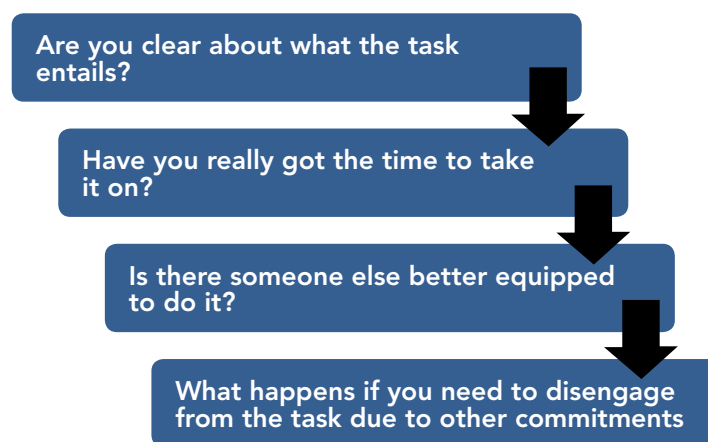 Are you clear about what the task
entails?
Have you really got the time to take
it on?
Is there someone else better equipped
to do it?
What happens if you need to disengage
from the task due to other commitments